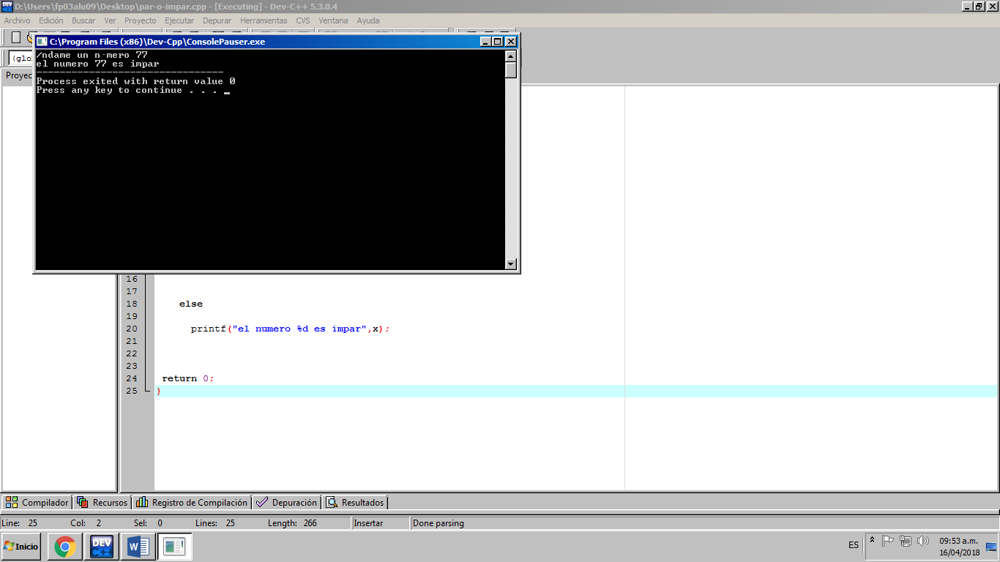 D:\Users\fp03alu09\Desktop\par-o-impar.cpp - [Executing] - Dev-C++ 5.3.0.4
Archivo Edición Buscar Ver Proyecto Ejecutar Depurar Herramientas CVS Ventana Ayuda
C:\Program Files (x86)\Dev-Cpp\ConsolePauser.exe
/ndame un n·mero 77
el numero 77 es impar
--------------------------------
Process exited with return value 0
Press any key to continue . . .
(glo
Proyec
16
17
18 else
19
20 printf("el numero %d es impar",x);
21
22
23
24 return 0;
25 }
Compilador Recursos Registro de Compilación Depuración Resultados
Line: 25 Col: 2 Sel: 0 Lines: 25 Length: 266 Insertar Done parsing
Inicio DEV C++ W ES 09:53 a.m.
16/04/2018